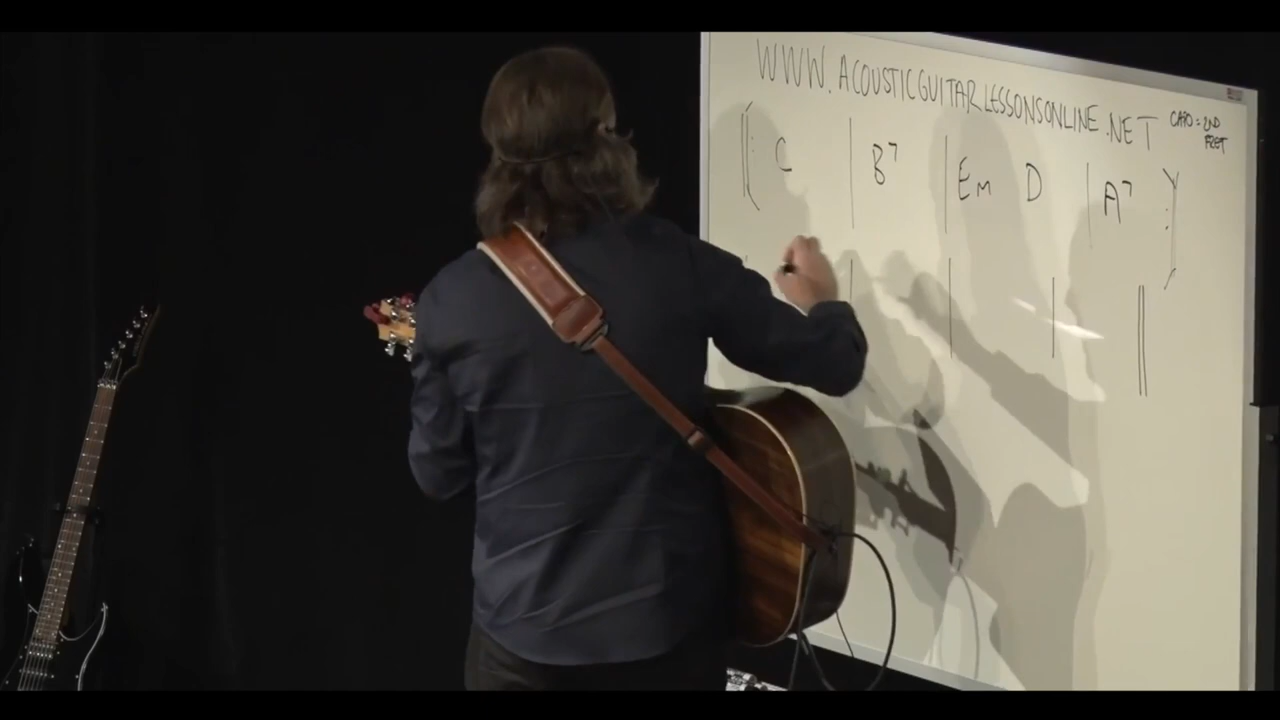 WWW.ACOUSTICGUITARLESSONSONLINE.NET
CAPO = 2ND
FRET
C | B7 | Em D | A7